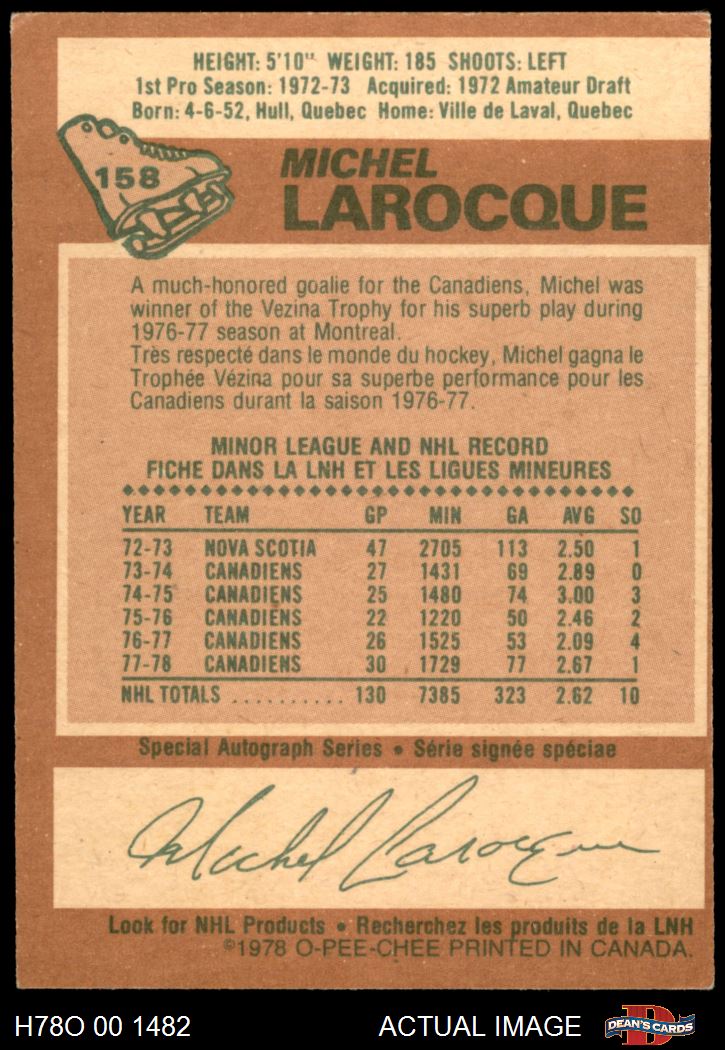 HEIGHT: 5'10" WEIGHT: 185 SHOOTS: LEFT
1st Pro Season: 1972-73 Acquired: 1972 Amateur Draft
Born: 4-6-52, Hull, Quebec Home: Ville de Laval, Quebec
158
MICHEL
LAROCQUE
A much-honored goalie for the Canadiens, Michel was
winner of the Vezina Trophy for his superb play during
1976-77 season at Montreal.
Très respecté dans le monde du hockey, Michel gagna le
Trophée Vézina pour sa superbe performance pour les
Canadiens durant la saison 1976-77.
MINOR LEAGUE AND NHL RECORD
FICHE DANS LA LNH ET LES LIGUES MINEURES
YEAR TEAM GP MIN GA AVG SO
72-73 NOVA SCOTIA 47 2705 113 2.50 1
73-74 CANADIENS 27 1431 69 2.89 0
74-75 CANADIENS 25 1480 74 3.00 3
75-76 CANADIENS 22 1220 50 2.46 2
76-77 CANADIENS 26 1525 53 2.09 4
77-78 CANADIENS 30 1729 77 2.67 1
NHL TOTALS .......... 130 7385 323 2.62 10
Special Autograph Series • Série signée spéciae
Michel Larocque
Look for NHL Products • Recherchez les produits de la LNH
©1978 O-PEE-CHEE PRINTED IN CANADA.
H78O 00 1482 ACTUAL IMAGE
D
DEAN'S CARDS